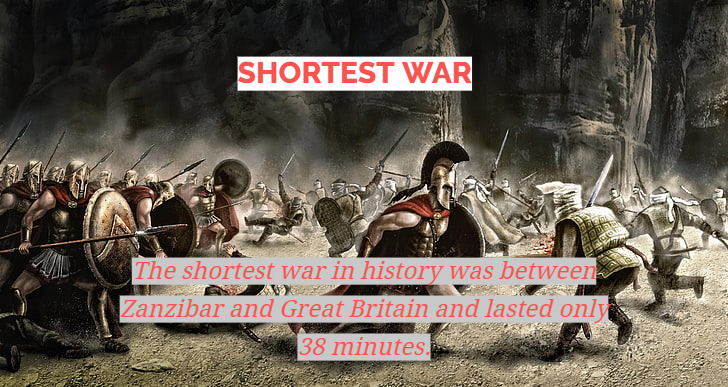 SHORTEST WAR
The shortest war in history was between
Zanzibar and Great Britain and lasted only
38 minutes.